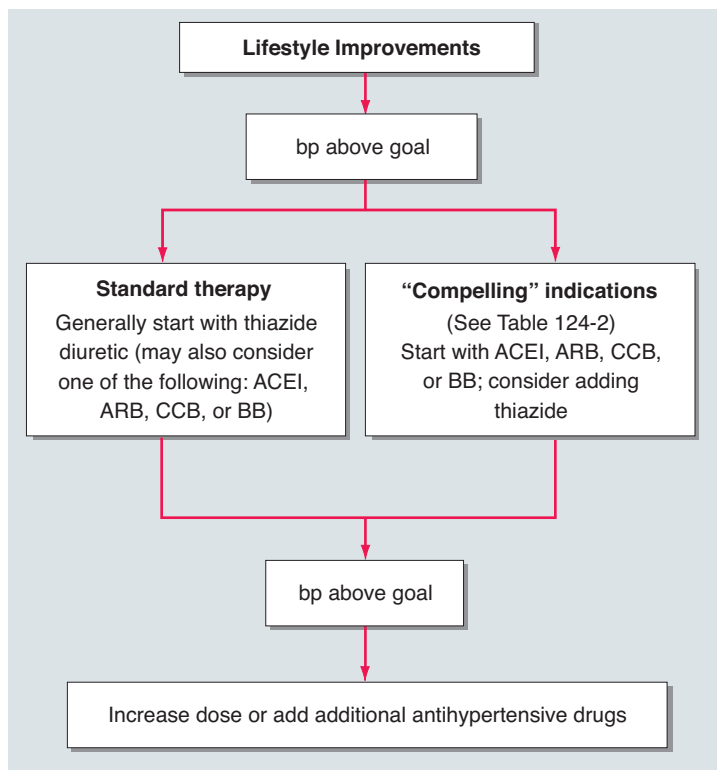 Lifestyle Improvements
bp above goal
Standard therapy
Generally start with thiazide
diuretic (may also consider
one of the following: ACEI,
ARB, CCB, or BB)
“Compelling” indications
(See Table 124-2)
Start with ACEI, ARB, CCB,
or BB; consider adding
thiazide
bp above goal
Increase dose or add additional antihypertensive drugs